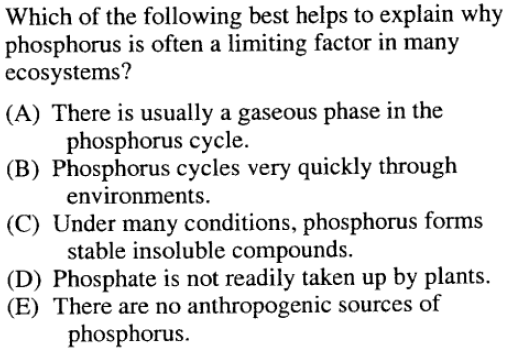 Which of the following best helps to explain why
phosphorus is often a limiting factor in many
ecosystems?
(A) There is usually a gaseous phase in the
phosphorus cycle.
(B) Phosphorus cycles very quickly through
environments.
(C) Under many conditions, phosphorus forms
stable insoluble compounds.
(D) Phosphate is not readily taken up by plants.
(E) There are no anthropogenic sources of
phosphorus.